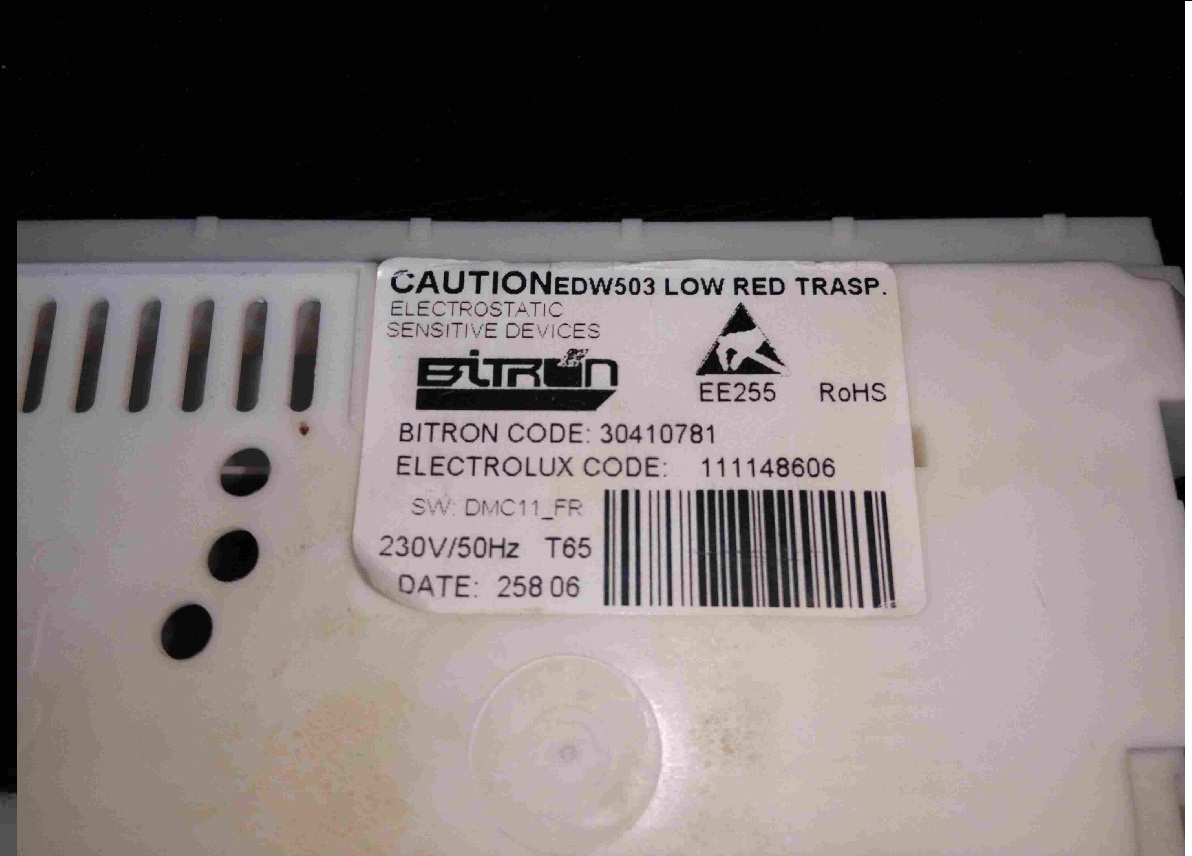 CAUTION EDW503 LOW RED TRASP.
ELECTROSTATIC
SENSITIVE DEVICES
BiTRON
EE255 RoHS
BITRON CODE: 30410781
ELECTROLUX CODE: 111148606
SW: DMC11_FR
230V/50Hz T65
DATE: 258 06